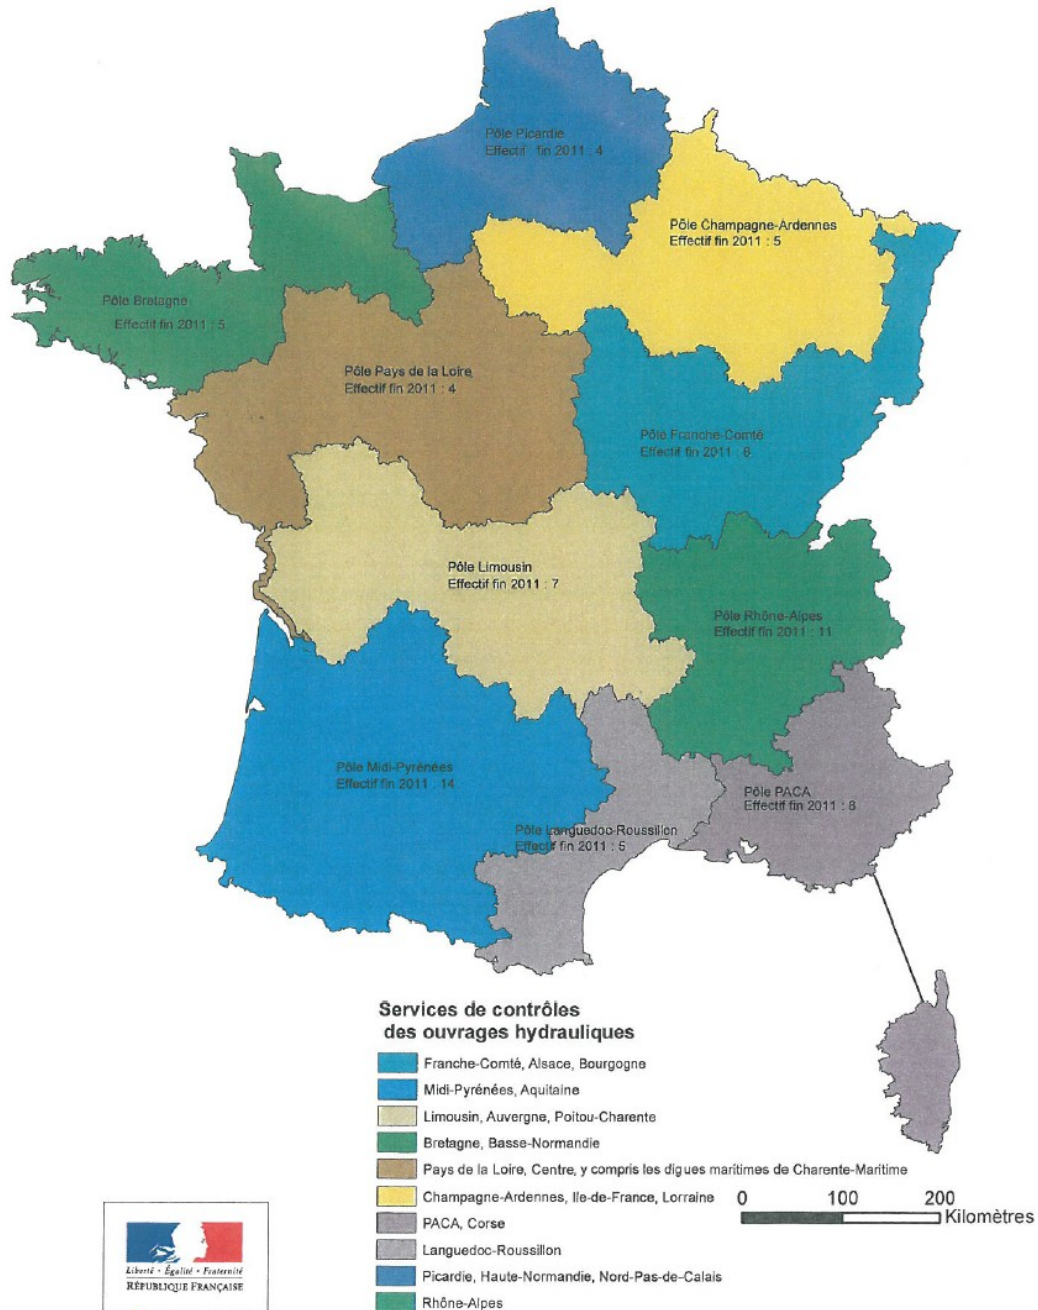 Pôle Picardie
Effectif fin 2011 : 4
Pôle Champagne-Ardennes
Effectif fin 2011 : 5
Pôle Bretagne
Effectif fin 2011 : 5
Pôle Pays de la Loire
Effectif fin 2011 : 4
Pôle Franche-Comté
Effectif fin 2011 :
Pôle Limousin
Effectif fin 2011 : 7
Pôle Rhône-Alpes
Effectif fin 2011 : 11
Pôle Midi-Pyrénées
Effectif fin 2011 : 14
Pôle PACA
Effectif fin 2011 : 8
Pôle Languedoc-Roussillon
Effectif fin 2011 : 5
Services de contrôles
des ouvrages hydrauliques
Franche-Comté, Alsace, Bourgogne
Midi-Pyrénées, Aquitaine
Limousin, Auvergne, Poitou-Charente
Bretagne, Basse-Normandie
Pays de la Loire, Centre, y compris les digues maritimes de Charente-Maritime
Champagne-Ardennes, Ile-de-France, Lorraine
PACA, Corse
Languedoc-Roussillon
Picardie, Haute-Normandie, Nord-Pas-de-Calais
Rhône-Alpes
0 100 200
Kilomètres
Liberté • Égalité • Fraternité
RÉPUBLIQUE FRANÇAISE